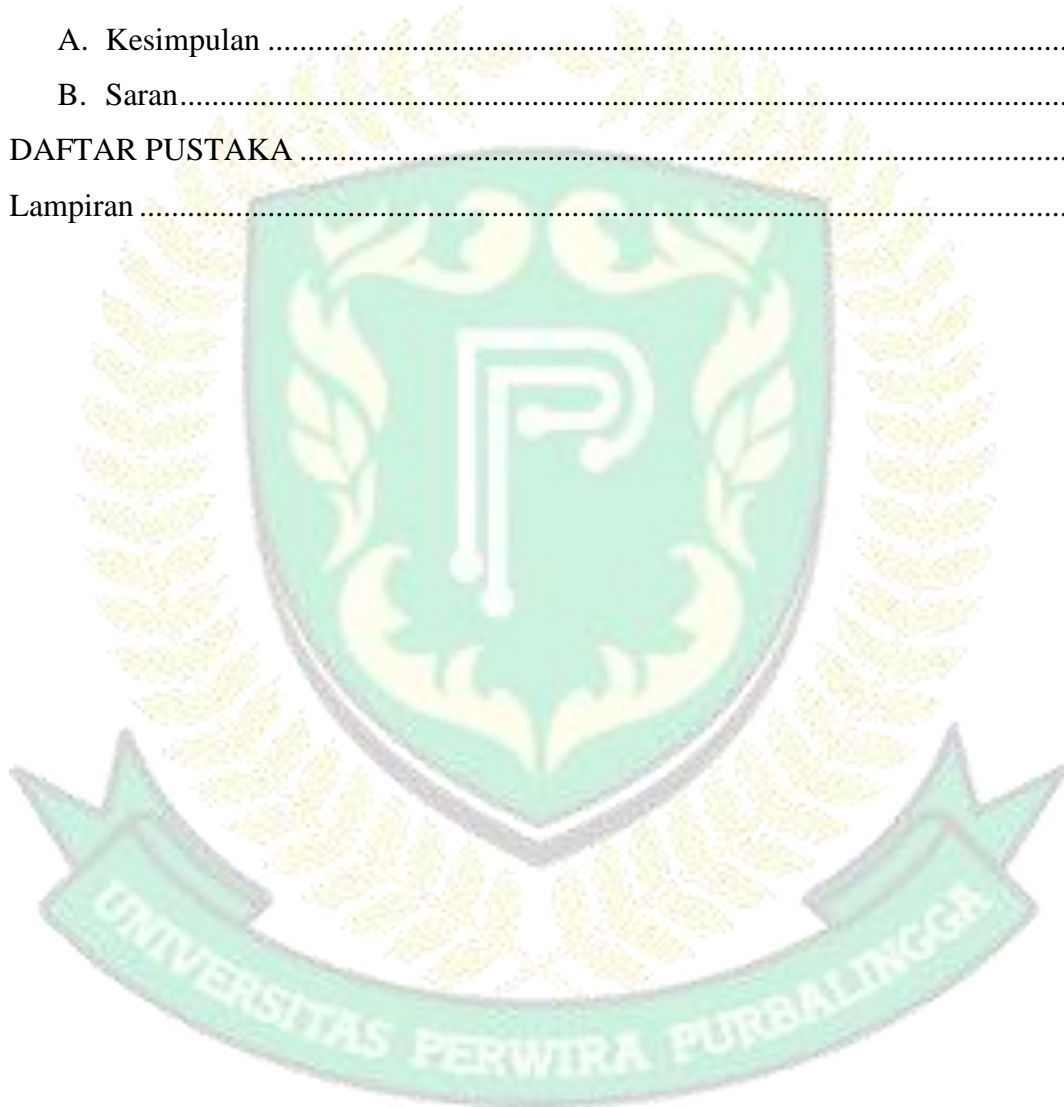 A. Kesimpulan ....................................................................................
B. Saran..............................................................................................
DAFTAR PUSTAKA ................................................................................
Lampiran ..................................................................................................
P
UNIVERSITAS PERWIRA PURBALINGGA